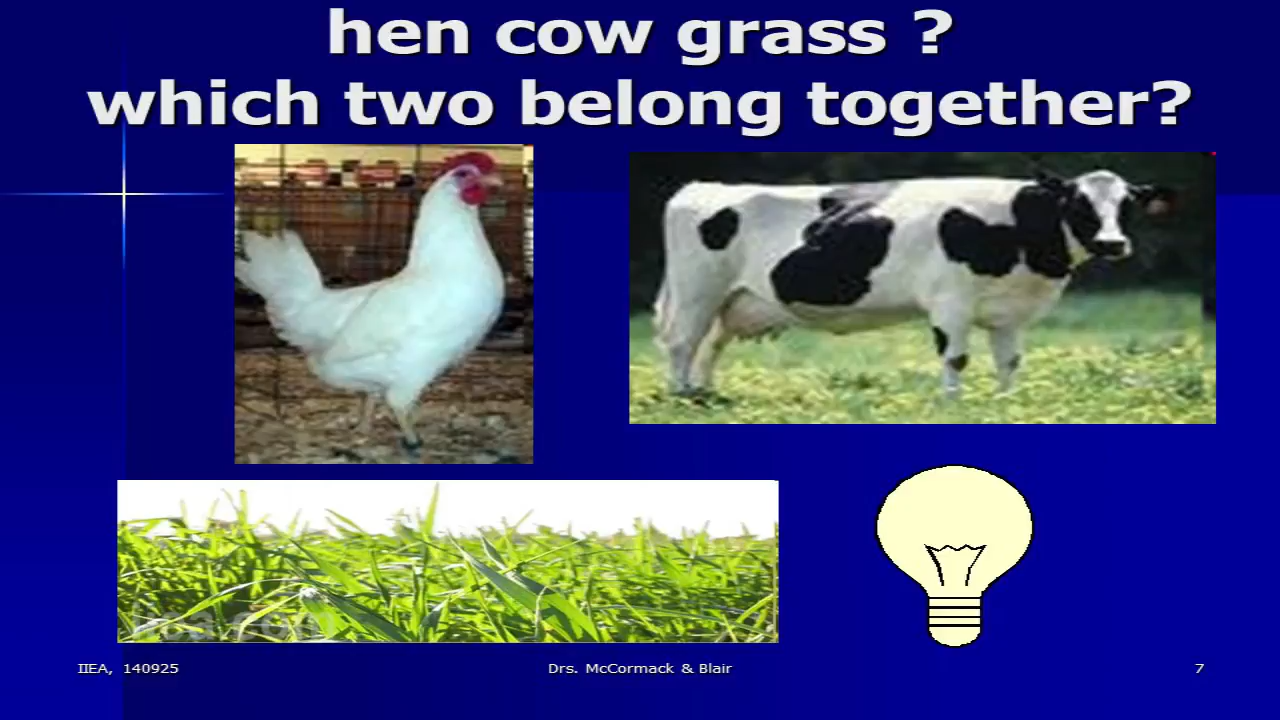 hen cow grass ?
which two belong together?
IIEA, 140925
Drs. McCormack & Blair
7